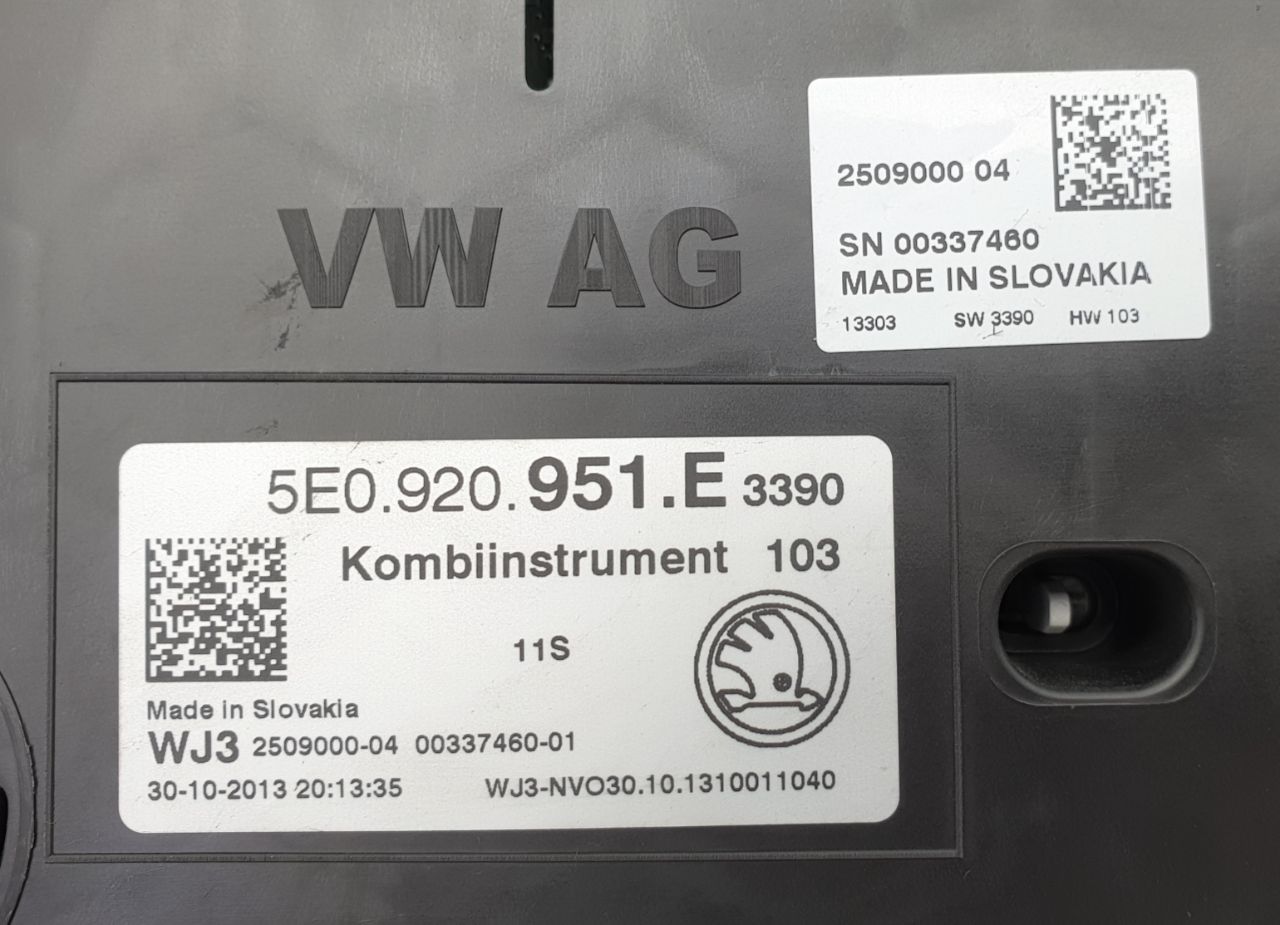 VW AG
2509000 04
SN 00337460
MADE IN SLOVAKIA
13303 SW 3390 HW 103
5E0.920.951.E 3390
Kombiinstrument 103
11S
Made in Slovakia
WJ3 2509000-04 00337460-01
30-10-2013 20:13:35 WJ3-NVO30.10.1310011040